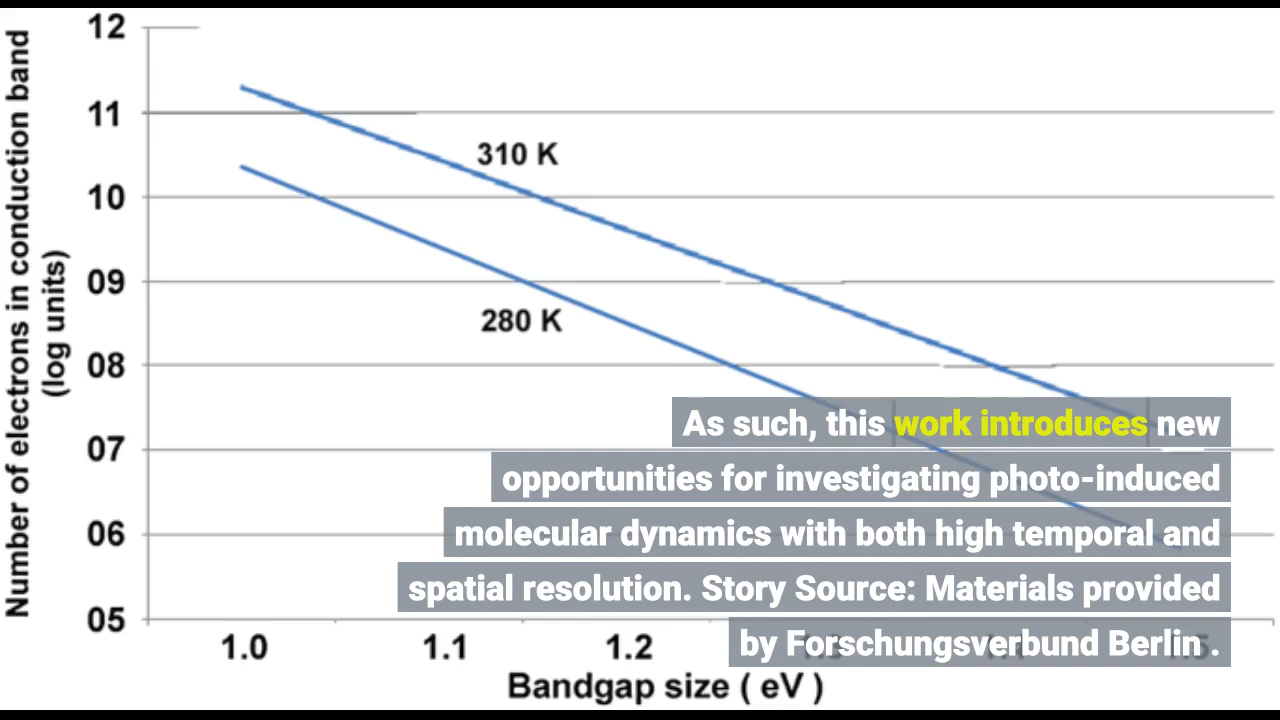 Number of electrons in conduction band
(log units)
12
11
10
09
08
07
06
05
310 K
280 K
As such, this work introduces new
opportunities for investigating photo-induced
molecular dynamics with both high temporal and
spatial resolution. Story Source: Materials provided
by Forschungsverbund Berlin .
1.0 1.1 1.2
Bandgap size ( eV )